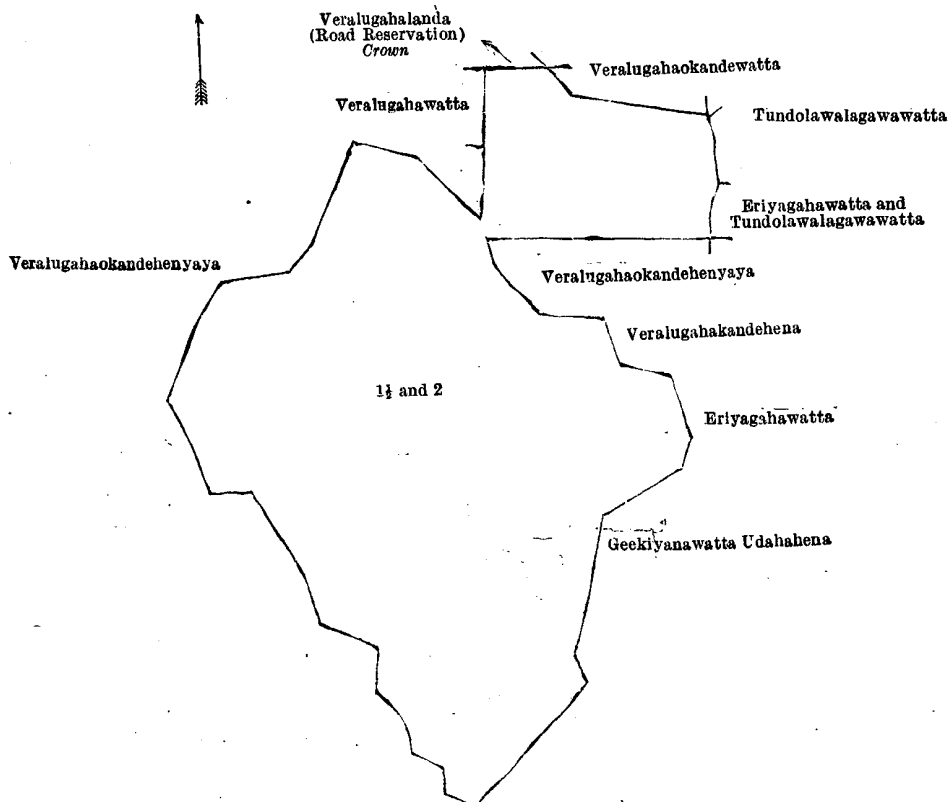 Veralugahalanda
(Road Reservation)
Crown
Veralugahaokandewatta
Veralugahawatta
Tundolawalagawawatta
Eriyagahawatta and
Tundolawalagawawatta
Veralugahaokandehenyaya
Veralugahaokandehenyaya
Veralugahakandehena
1½ and 2
Eriyagahawatta
Geekiyanawatta Udahahena